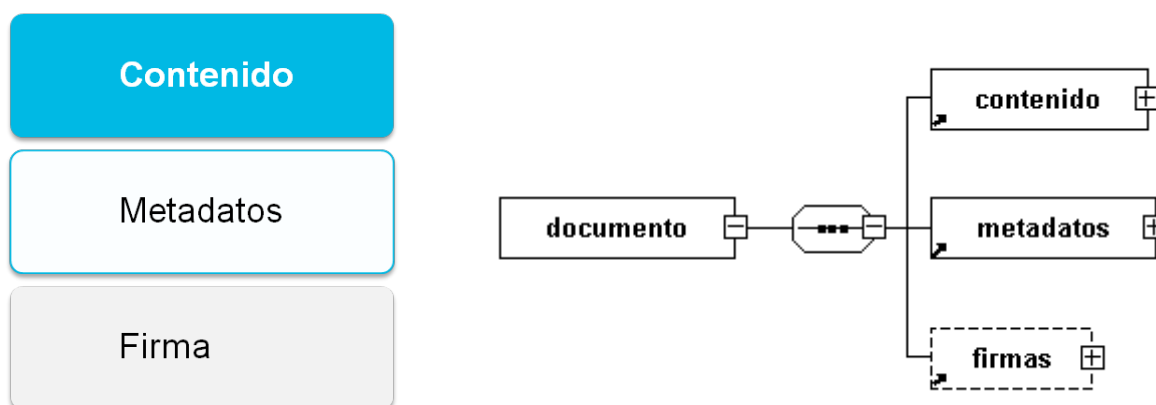 Contenido
Metadatos
Firma
documento
contenido
metadatos
firmas